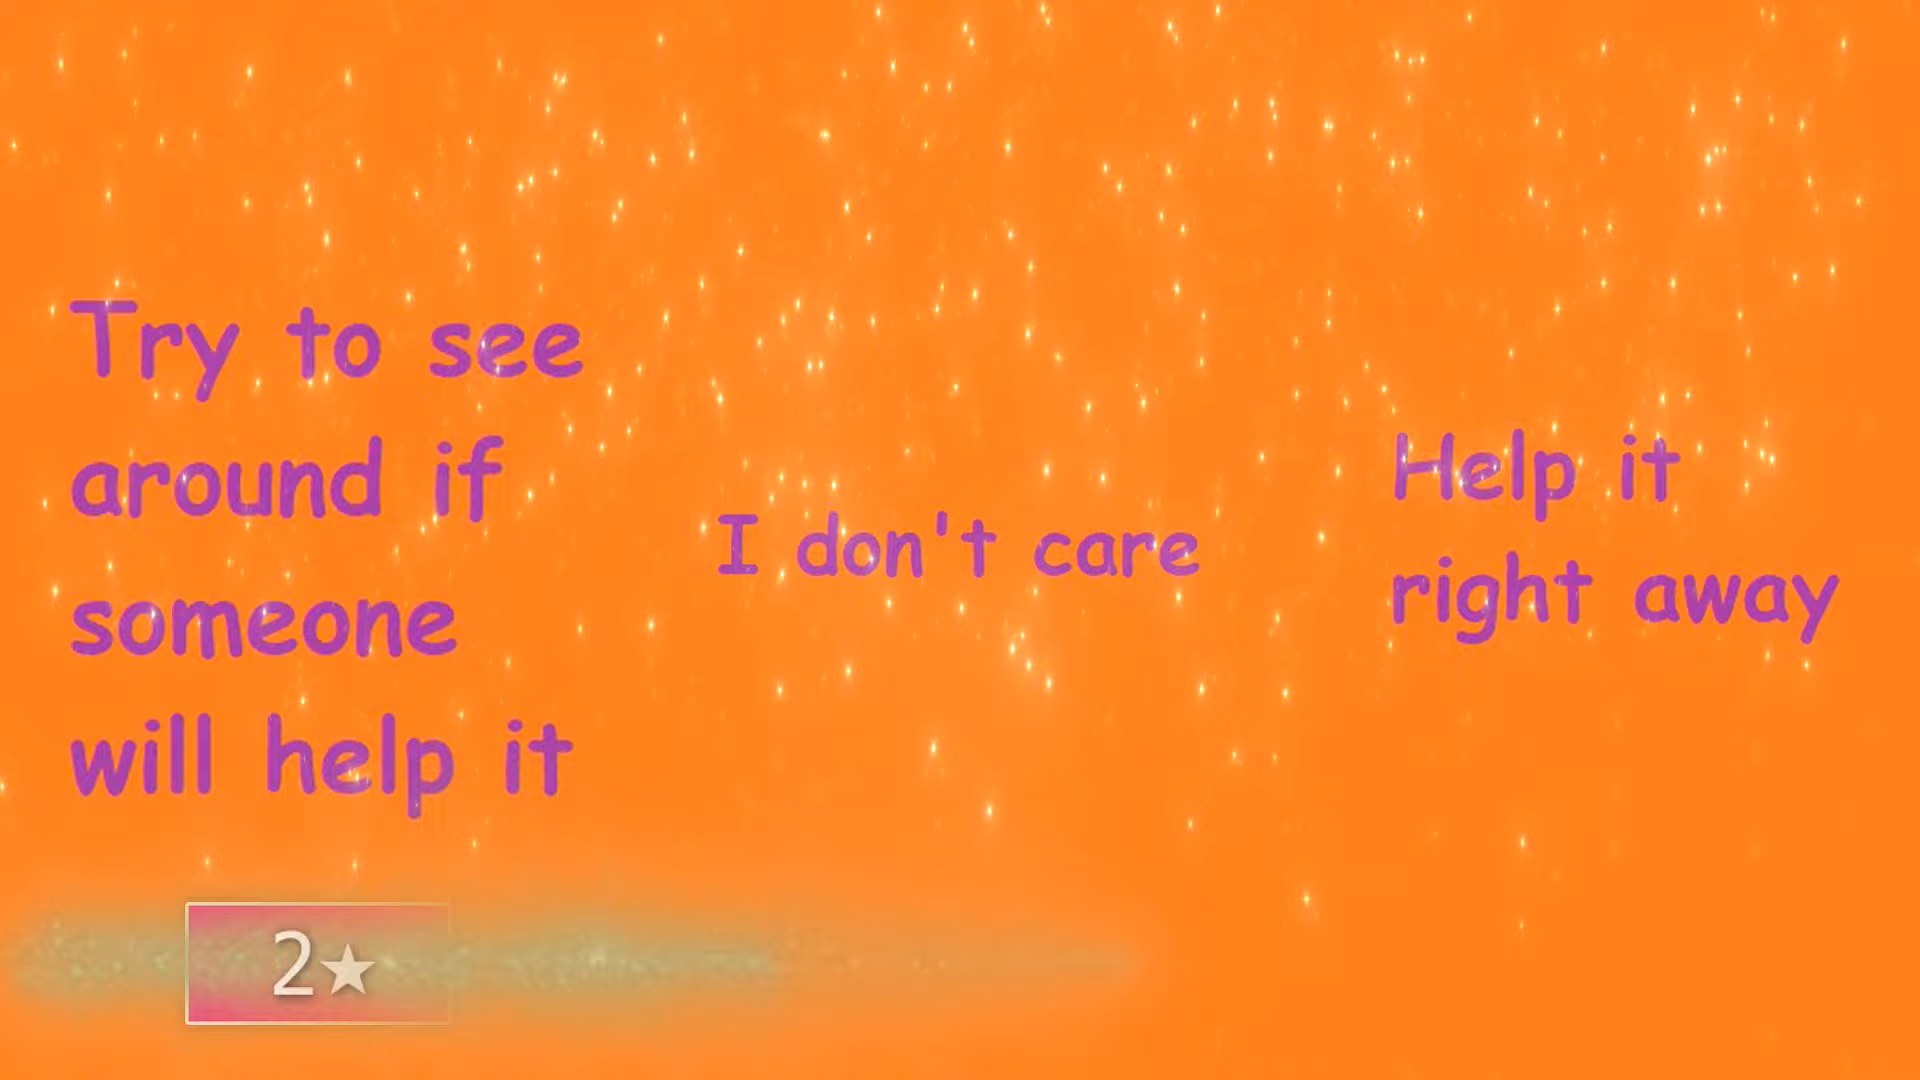 Try to see
around if
someone
will help it
I don't care
Help it
right away
2★